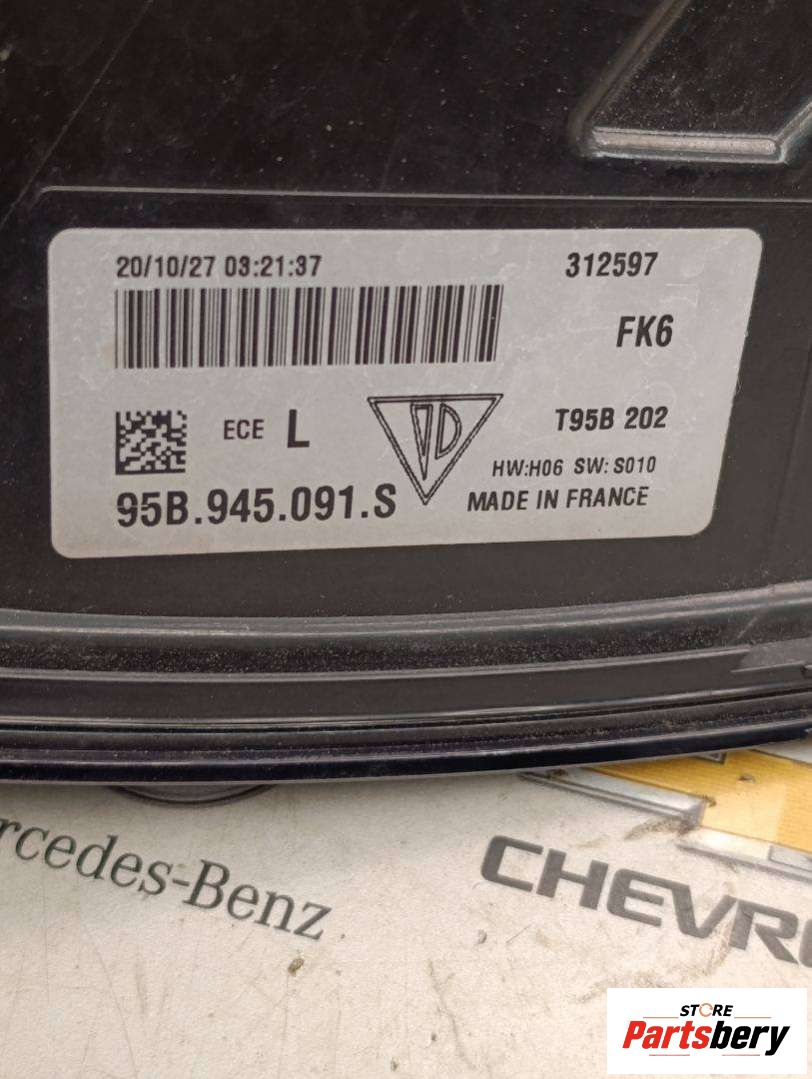 20/10/27 03:21:37 312597
FK6
ECE L T95B 202
HW:H06 SW: S010
95B.945.091.S MADE IN FRANCE
rcedes-Benz
CHEVRO
STORE
Partsbery